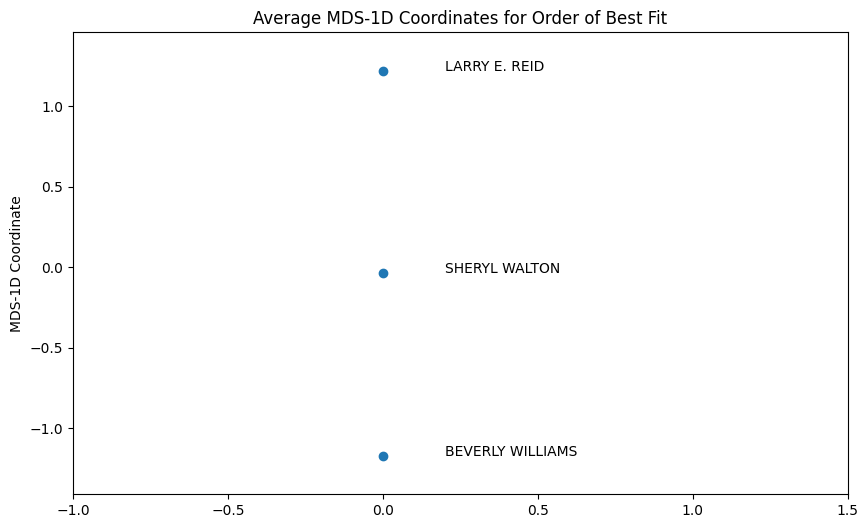 Average MDS-1D Coordinates for Order of Best Fit
LARRY E. REID
1.0
0.5
SHERYL WALTON
0.0
MDS-1D Coordinate
−0.5
−1.0
BEVERLY WILLIAMS
−1.0 −0.5 0.0 0.5 1.0 1.5